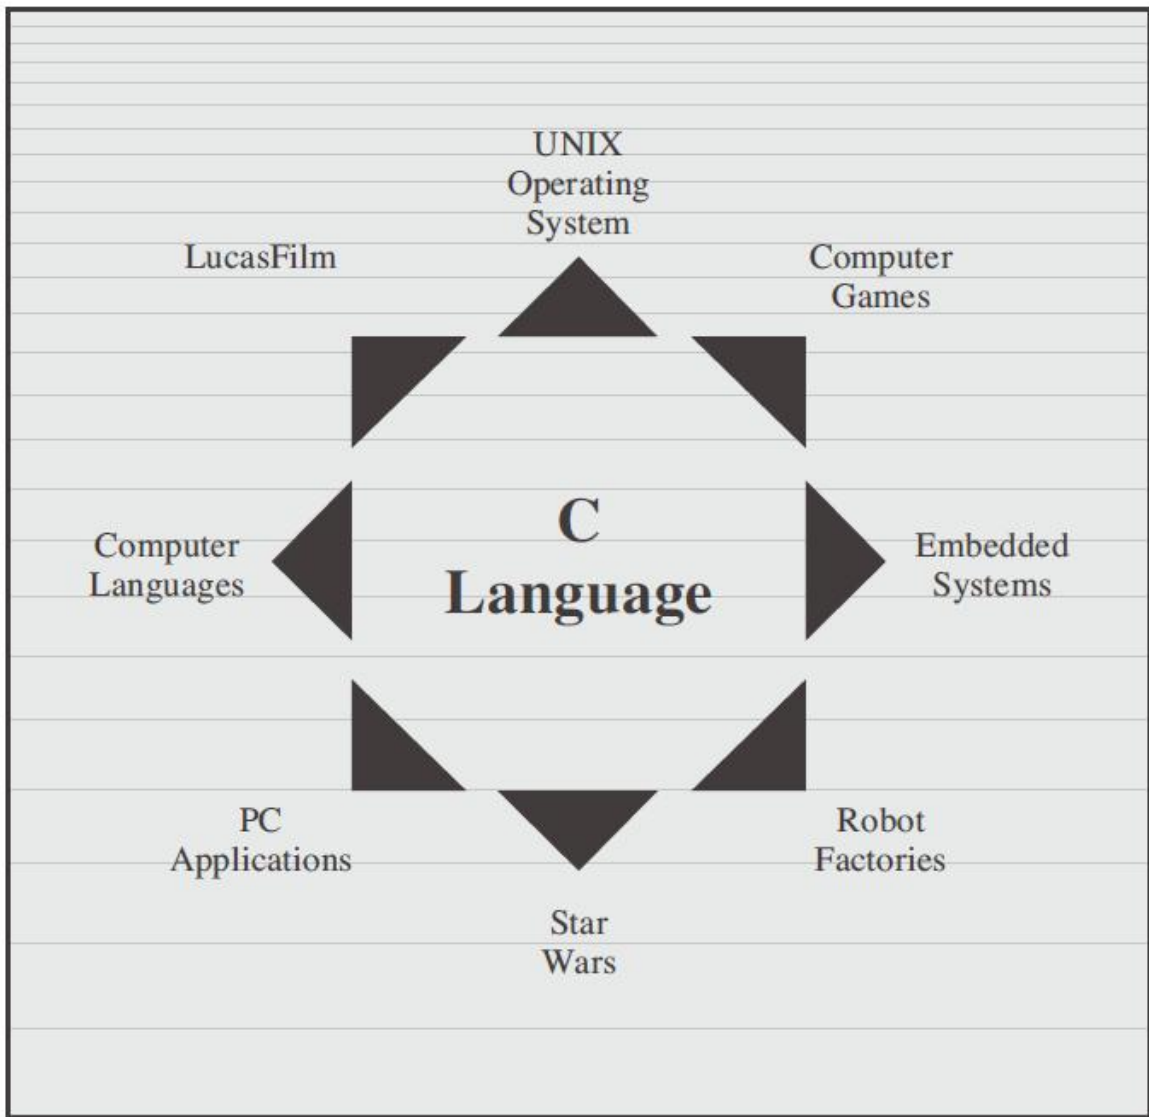 UNIX
Operating
System
LucasFilm
Computer
Games
C
Language
Computer
Languages
Embedded
Systems
PC
Applications
Robot
Factories
Star
Wars